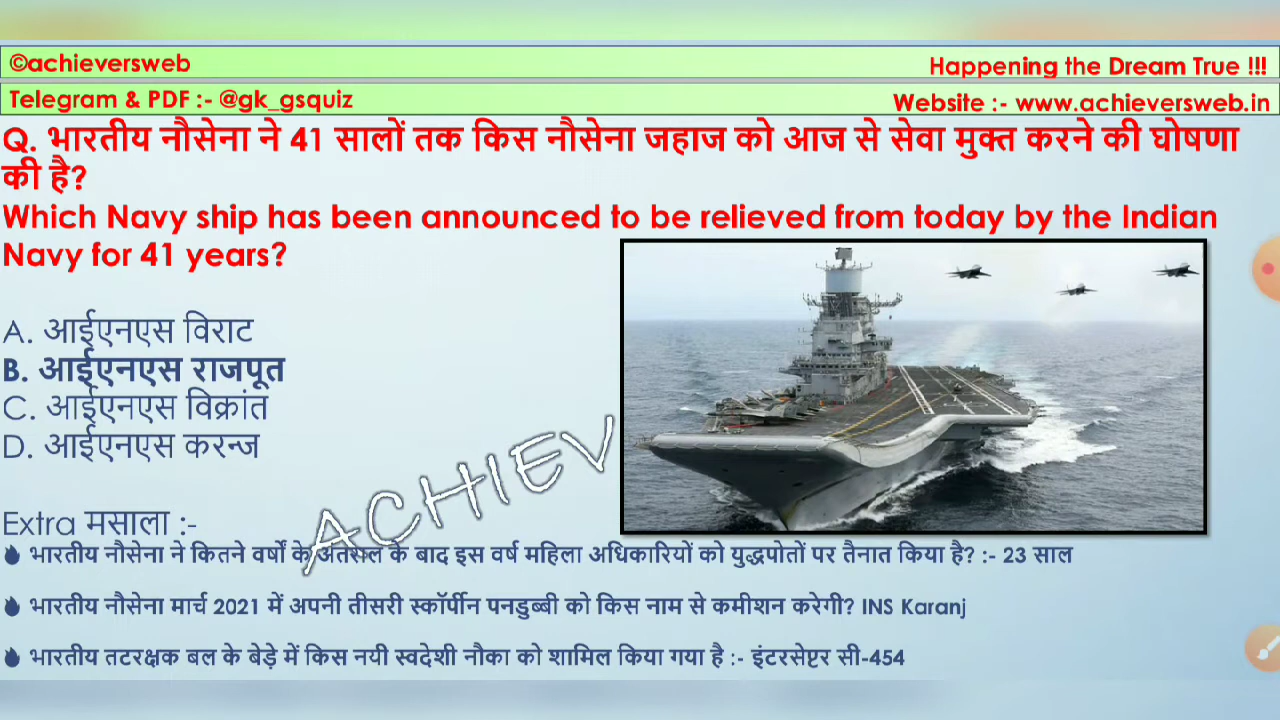 ©achieversweb
Happening the Dream True !!!
Telegram & PDF :- @gk_gsquiz
Website :- www.achieversweb.in
Q. भारतीय नौसेना ने 41 सालों तक किस नौसेना जहाज को आज से सेवा मुक्त करने की घोषणा
की है?
Which Navy ship has been announced to be relieved from today by the Indian
Navy for 41 years?
A. आईएनएस विराट
B. आईएनएस राजपूत
C. आईएनएस विक्रांत
D. आईएनएस करन्ज
ACHIEV
Extra मसाला :-
भारतीय नौसेना ने कितने वर्षों के अंतराल के बाद इस वर्ष महिला अधिकारियों को युद्धपोतों पर तैनात किया है? :- 23 साल
भारतीय नौसेना मार्च 2021 में अपनी तीसरी स्कॉर्पीन पनडुब्बी को किस नाम से कमीशन करेगी? INS Karanj
भारतीय तटरक्षक बल के बेड़े में किस नयी स्वदेशी नौका को शामिल किया गया है :- इंटरसेप्टर सी-454